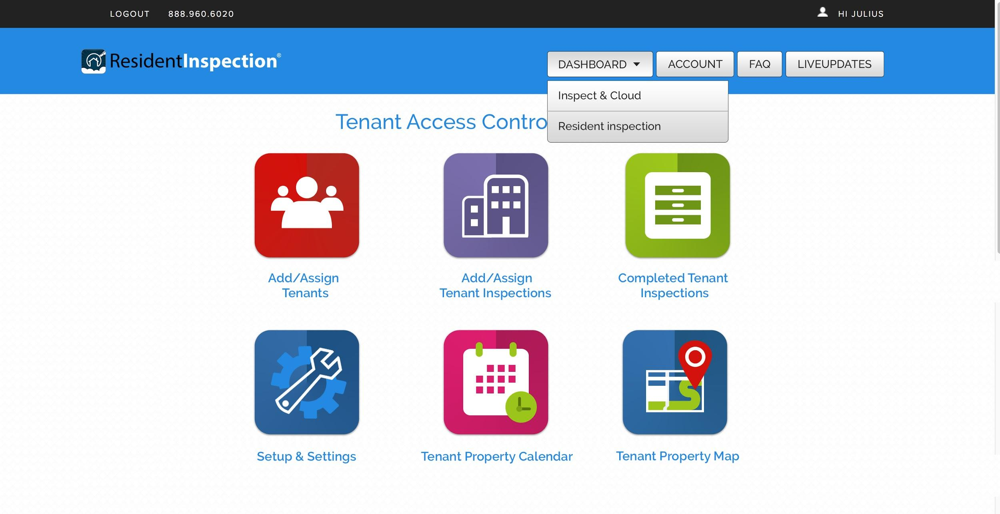 LOGOUT 888.960.6020 HI JULIUS
ResidentInspection®
DASHBOARD ACCOUNT FAQ LIVEUPDATES
Inspect & Cloud
Resident inspection
Tenant Access Contro
Add/Assign
Tenants
Add/Assign
Tenant Inspections
Completed Tenant
Inspections
Setup & Settings
Tenant Property Calendar
Tenant Property Map